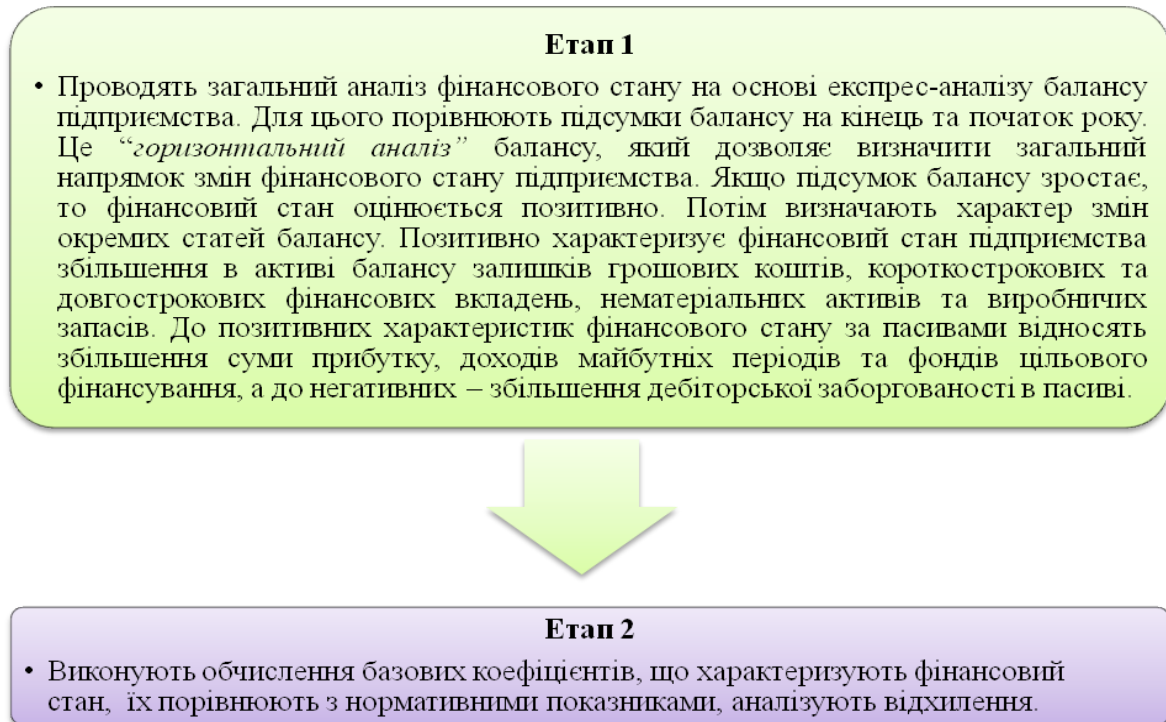 Етап 1
• Проводять загальний аналіз фінансового стану на основі експрес-аналізу балансу
підприємства. Для цього порівнюють підсумки балансу на кінець та початок року.
Це “горизонтальний аналіз” балансу, який дозволяє визначити загальний
напрямок змін фінансового стану підприємства. Якщо підсумок балансу зростає,
то фінансовий стан оцінюється позитивно. Потім визначають характер змін
окремих статей балансу. Позитивно характеризує фінансовий стан підприємства
збільшення в активі балансу залишків грошових коштів, короткострокових та
довгострокових фінансових вкладень, нематеріальних активів та виробничих
запасів. До позитивних характеристик фінансового стану за пасивами відносять
збільшення суми прибутку, доходів майбутніх періодів та фондів цільового
фінансування, а до негативних – збільшення дебіторської заборгованості в пасиві.
Етап 2
• Виконують обчислення базових коефіцієнтів, що характеризують фінансовий
стан, їх порівнюють з нормативними показниками, аналізують відхилення.